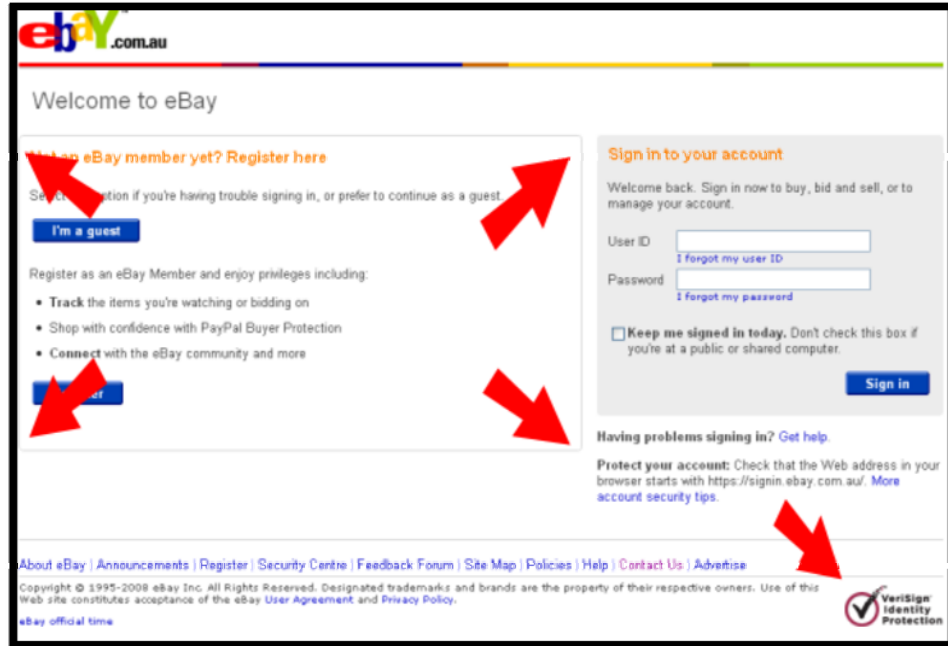 ebaY™.com.au
Welcome to eBay
an eBay member yet? Register here
if you're having trouble signing in, or prefer to continue as a guest.
I'm a guest
Register as an eBay Member and enjoy privileges including:
• Track the items you're watching or bidding on
• Shop with confidence with PayPal Buyer Protection
• Connect with the eBay community and more
Sign in to your account
Welcome back. Sign in now to buy, bid and sell, or to
manage your account.
User ID
I forgot my user ID
Password
I forgot my password
Keep me signed in today. Don't check this box if
you're at a public or shared computer.
Sign in
Having problems signing in? Get help.
Protect your account: Check that the Web address in your
browser starts with https://signin.ebay.com.au/. More
account security tips.
About eBay | Announcements | Register | Security Centre | Feedback Forum | Site Map | Policies | Help | Contact Us | Advertise
Copyright © 1995-2008 eBay Inc. All Rights Reserved. Designated trademarks and brands are the property of their respective owners. Use of this
Web site constitutes acceptance of the eBay User Agreement and Privacy Policy.
eBay official time
VeriSign
Identity
Protection